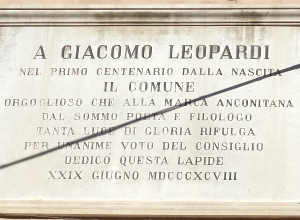 A GIACOMO LEOPARDI
NEL PRIMO CENTENARIO DALLA NASCITA
IL COMUNE
ORGOGLIOSO CHE ALLA MARCA ANCONITANA
DAL SOMMO POETA E FILOLOGO
TANTA LUCE DI GLORIA RIFULGA
PER UNANIME VOTO DEL CONSIGLIO
DEDICÒ QUESTA LAPIDE
XXIX GIUGNO MDCCCXCVIII